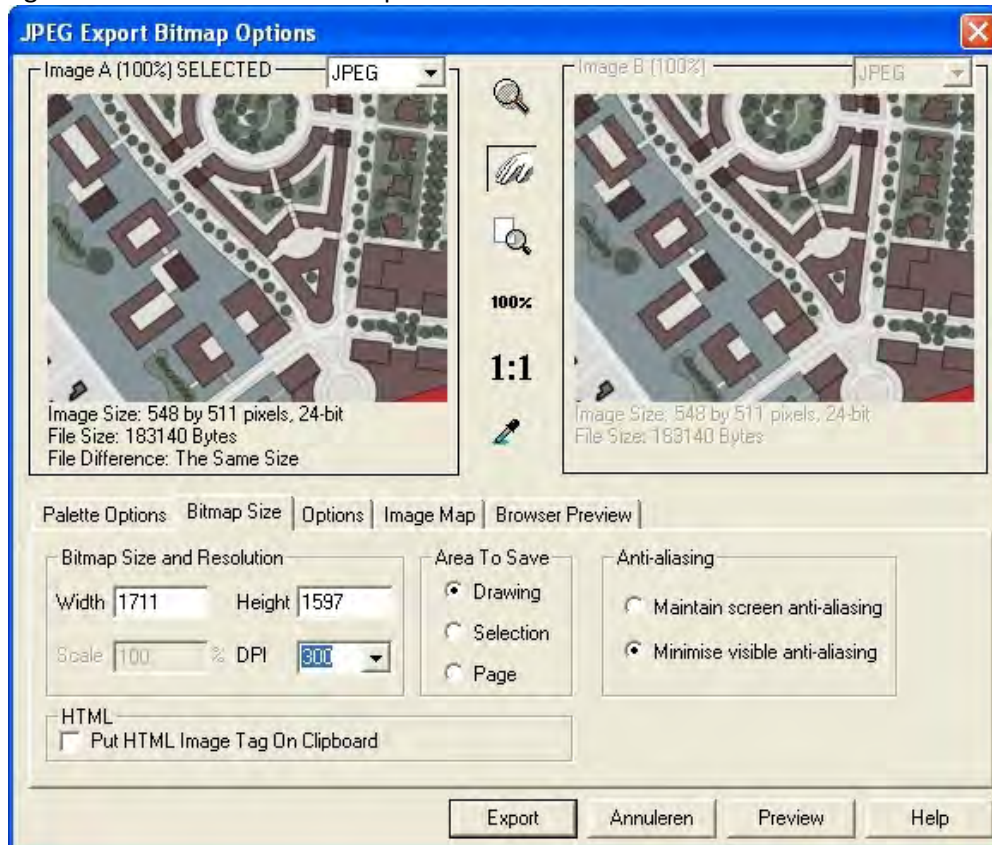 JPEG Export Bitmap Options
Image A (100%) SELECTED
JPEG
Image B (100%)
JPEG
100%
1:1
Image Size: 548 by 511 pixels, 24-bit
File Size: 183140 Bytes
File Difference: The Same Size
Image Size: 548 by 511 pixels, 24-bit
File Size: 183140 Bytes
Palette Options Bitmap Size Options Image Map Browser Preview
Bitmap Size and Resolution
Width 1711 Height 1597
Scale 100 % DPI 300
Area To Save
Drawing
Selection
Page
Anti-aliasing
Maintain screen anti-aliasing
Minimise visible anti-aliasing
HTML
Put HTML Image Tag On Clipboard
Export Annuleren Preview Help